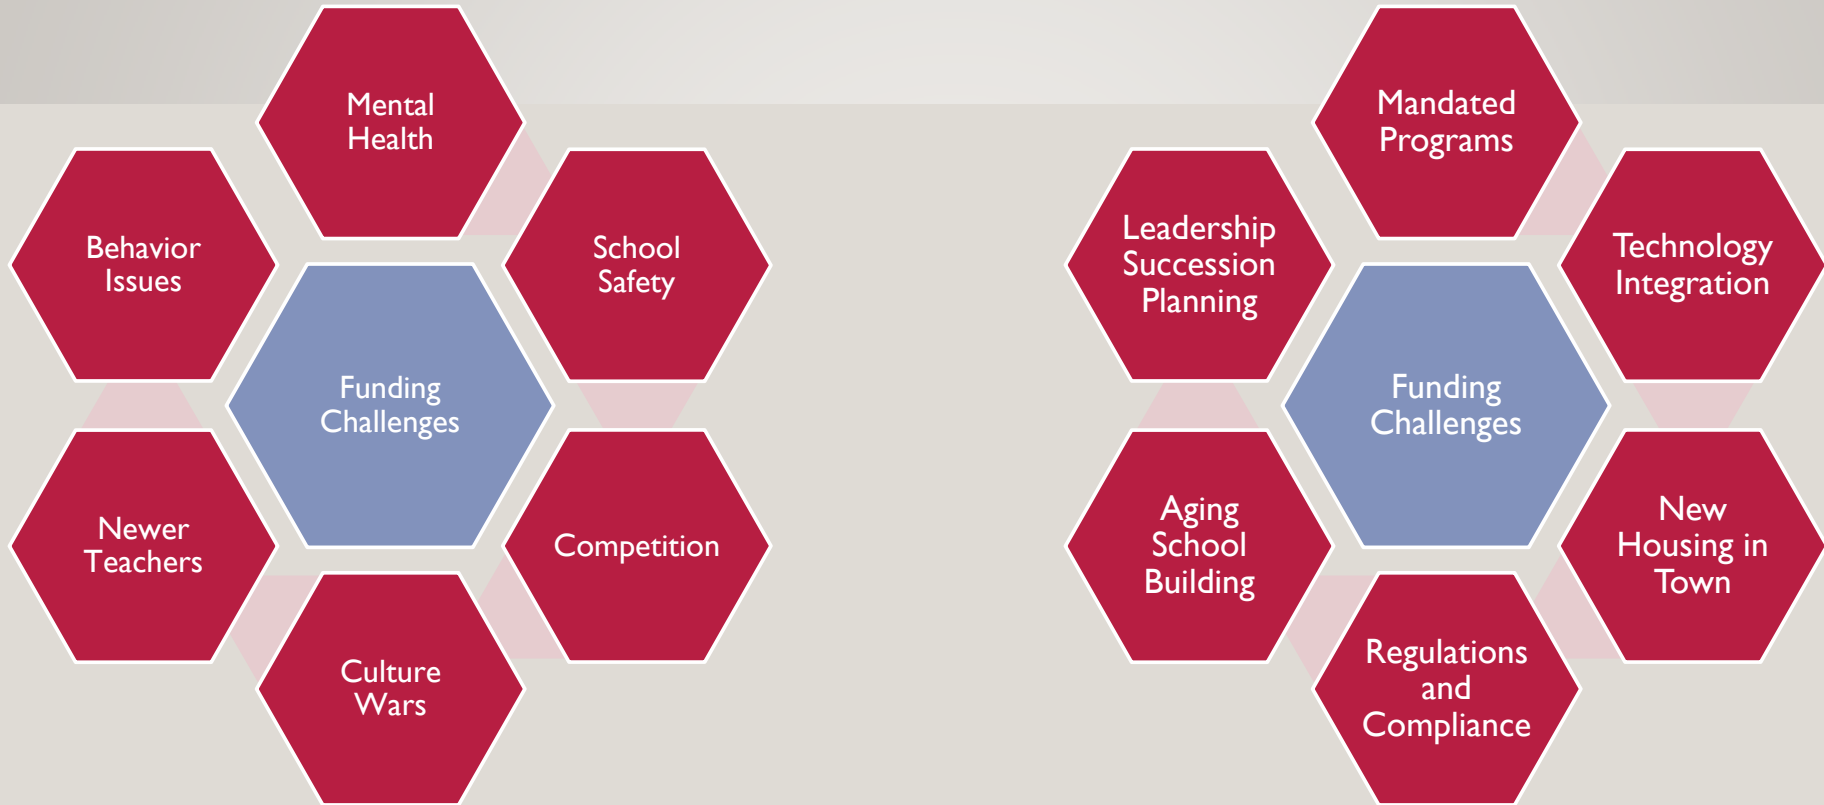 Mental
Health
School
Safety
Competition
Culture
Wars
Newer
Teachers
Behavior
Issues
Funding
Challenges
Mandated
Programs
Technology
Integration
New
Housing in
Town
Regulations
and
Compliance
Aging
School
Building
Leadership
Succession
Planning
Funding
Challenges